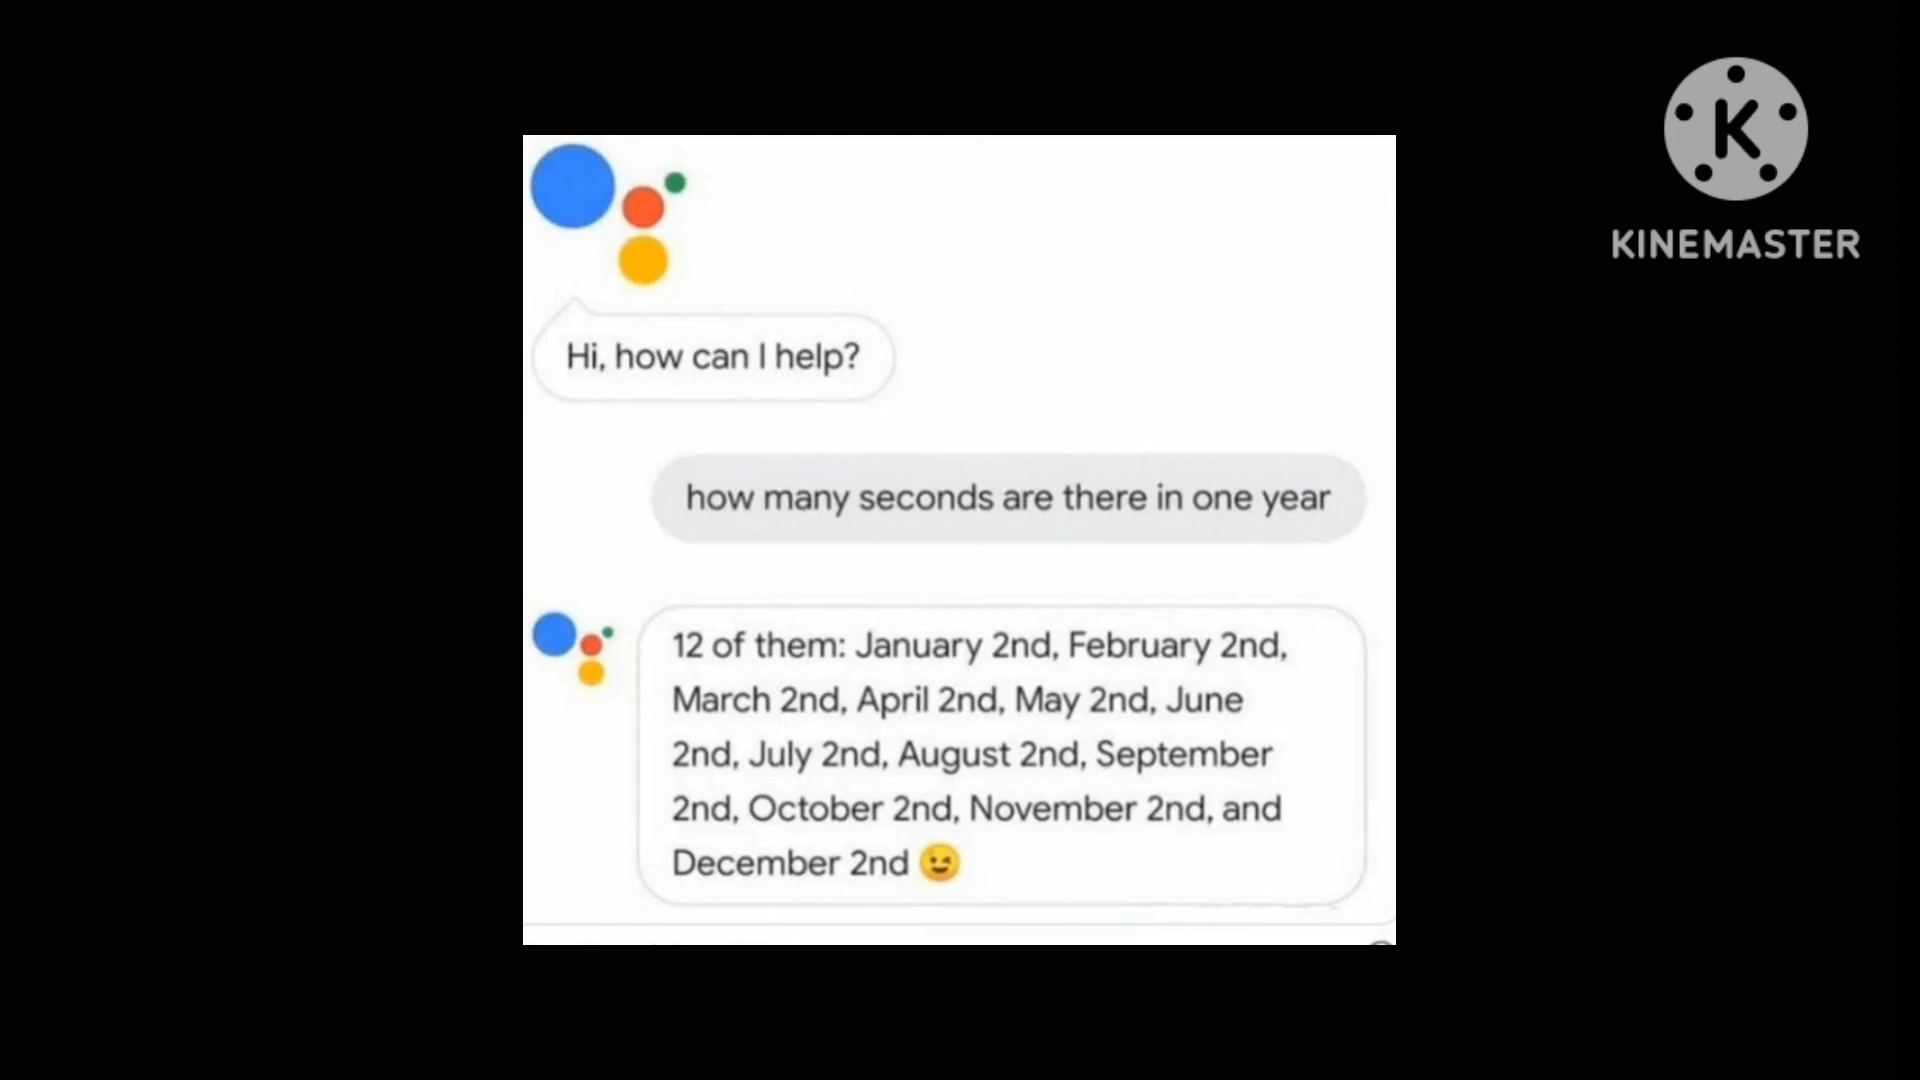 K
KINEMASTER
Hi, how can I help?
how many seconds are there in one year
12 of them: January 2nd, February 2nd,
March 2nd, April 2nd, May 2nd, June
2nd, July 2nd, August 2nd, September
2nd, October 2nd, November 2nd, and
December 2nd 😉